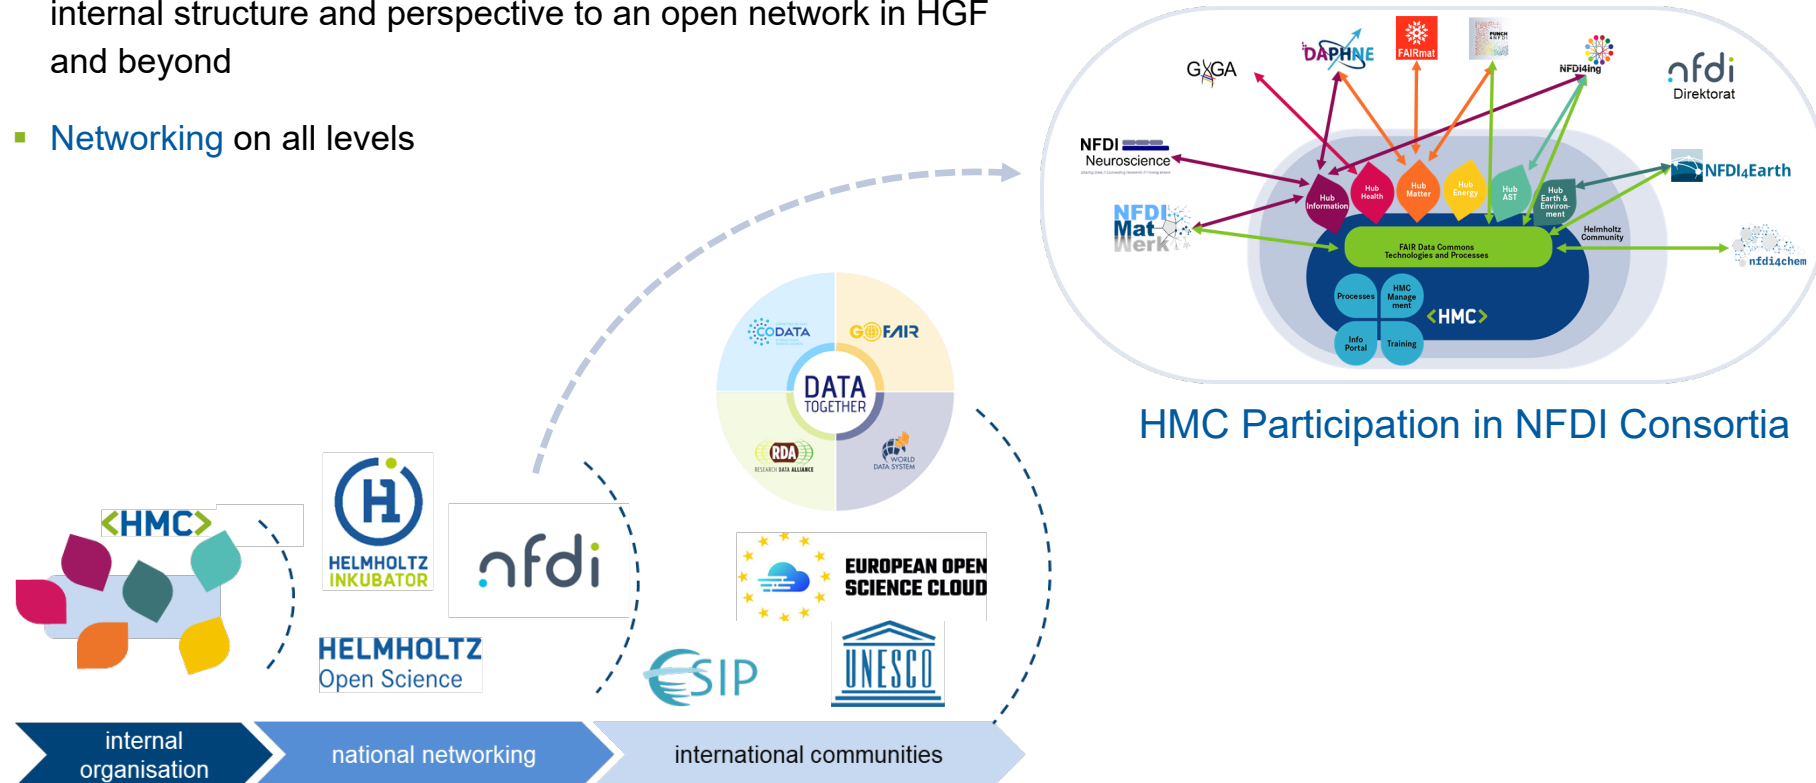 internal structure and perspective to an open network in HGF
and beyond
Networking on all levels
GHGA
DAPHNE
FAIRmat
PUNCH
4NFDI
NFDI4ing
nfdi
Direktorat
NFDI
Neuroscience
NFDI
Mat
Werk
NFDI4Earth
nfdi4chem
Hub
Information
Hub
Health
Hub
Matter
Hub
Energy
Hub
AST
Hub
Earth &
Environ-
ment
Helmholtz
Community
FAIR Data Commons
Technologies and Processes
Processes
HMC
Manage
ment
<HMC>
Info
Portal
Training
HMC Participation in NFDI Consortia
CODATA
GO FAIR
DATA
TOGETHER
RDA
RESEARCH DATA ALLIANCE
WORLD
DATA SYSTEM
<HMC>
HELMHOLTZ
INKUBATOR
nfdi
HELMHOLTZ
Open Science
EUROPEAN OPEN
SCIENCE CLOUD
ESIP
UNESCO
internal
organisation
national networking
international communities